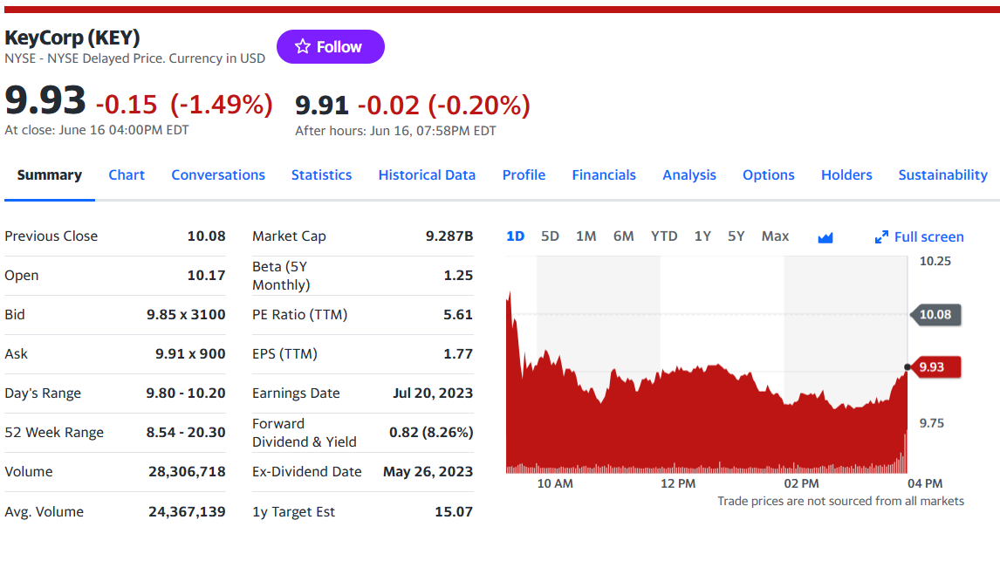 KeyCorp (KEY)
NYSE - NYSE Delayed Price. Currency in USD
Follow
9.93 -0.15 (-1.49%)
At close: June 16 04:00PM EDT
9.91 -0.02 (-0.20%)
After hours: Jun 16, 07:58PM EDT
Summary Chart Conversations Statistics Historical Data Profile Financials Analysis Options Holders Sustainability
Previous Close 10.08
Open 10.17
Bid 9.85 x 3100
Ask 9.91 x 900
Day's Range 9.80 - 10.20
52 Week Range 8.54 - 20.30
Volume 28,306,718
Avg. Volume 24,367,139
Market Cap 9.287B
Beta (5Y
Monthly) 1.25
PE Ratio (TTM) 5.61
EPS (TTM) 1.77
Earnings Date Jul 20, 2023
Forward
Dividend & Yield 0.82 (8.26%)
Ex-Dividend Date May 26, 2023
1y Target Est 15.07
1D 5D 1M 6M YTD 1Y 5Y Max Full screen
10.25
10.08
9.93
9.75
10 AM 12 PM 02 PM 04 PM
Trade prices are not sourced from all markets